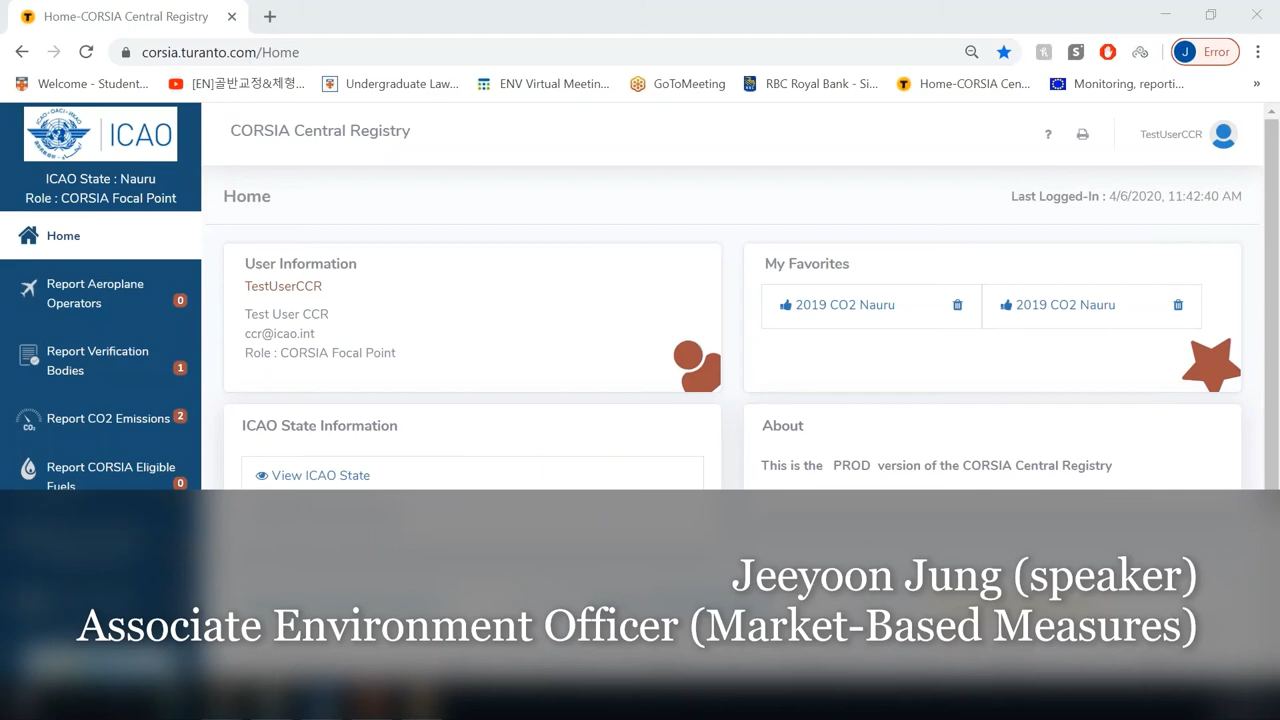 Home-CORSIA Central Registry
corsia.turanto.com/Home
J Error
Welcome - Student...
[EN]골반교정&체형...
Undergraduate Law...
ENV Virtual Meetin...
GoToMeeting
RBC Royal Bank - Si...
Home-CORSIA Cen...
Monitoring, reporti...
»
ICAO
CORSIA Central Registry
?
TestUserCCR
ICAO State : Nauru
Role : CORSIA Focal Point
Home
Last Logged-In : 4/6/2020, 11:42:40 AM
Home
Report Aeroplane
Operators
0
Report Verification
Bodies
1
Report CO2 Emissions
2
Report CORSIA Eligible
Fuels
0
User Information
TestUserCCR
Test User CCR
ccr@icao.int
Role : CORSIA Focal Point
My Favorites
2019 CO2 Nauru
2019 CO2 Nauru
ICAO State Information
View ICAO State
About
This is the PROD version of the CORSIA Central Registry
Jeeyoon Jung (speaker)
Associate Environment Officer (Market-Based Measures)